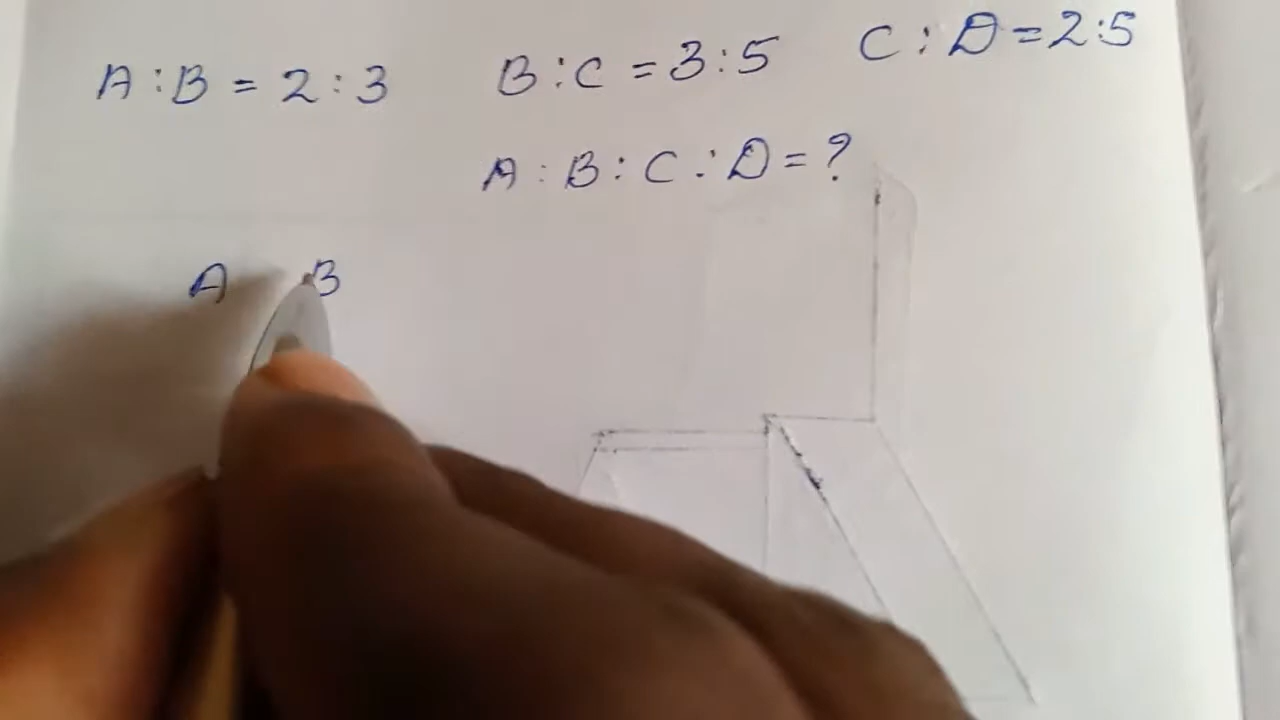 A : B = 2 : 3 B : C = 3 : 5 C : D = 2 : 5
A : B : C : D = ?
A B